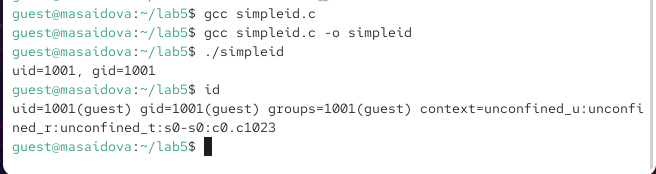 guest@masaidova:~/lab5$ gcc simpleid.c
guest@masaidova:~/lab5$ gcc simpleid.c -o simpleid
guest@masaidova:~/lab5$ ./simpleid
uid=1001, gid=1001
guest@masaidova:~/lab5$ id
uid=1001(guest) gid=1001(guest) groups=1001(guest) context=unconfined_u:unconfi
ned_r:unconfined_t:s0-s0:c0.c1023
guest@masaidova:~/lab5$